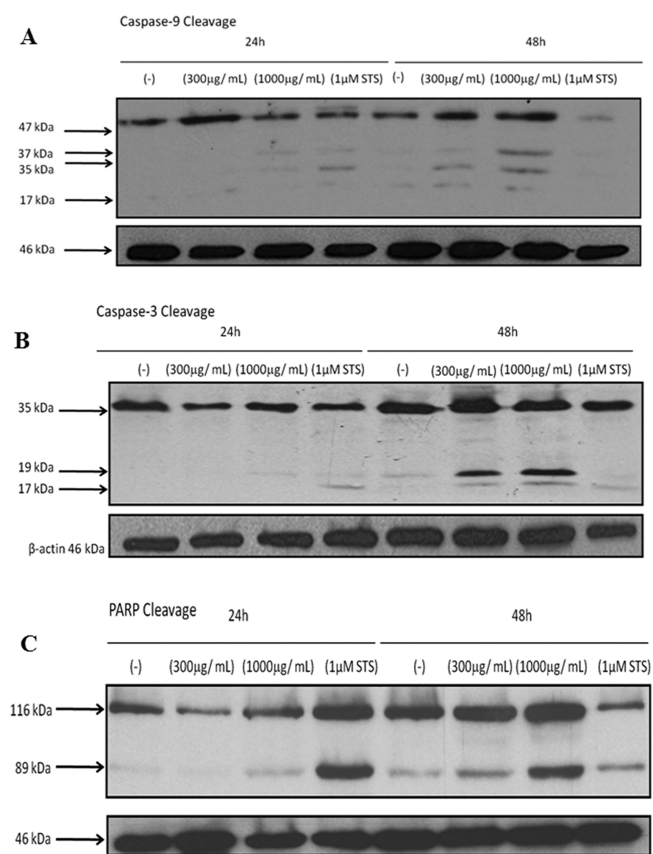 A
Caspase-9 Cleavage
24h 48h
(-) (300µg/ mL) (1000µg/ mL) (1µM STS) (-) (300µg/ mL) (1000µg/ mL) (1µM STS)
47 kDa
37 kDa
35 kDa
17 kDa
46 kDa
B
Caspase-3 Cleavage
24h 48h
(-) (300µg/ mL) (1000µg/ mL) (1µM STS) (-) (300µg/ mL) (1000µg/ mL) (1µM STS)
35 kDa
19 kDa
17 kDa
β-actin 46 kDa
C
PARP Cleavage
24h 48h
(-) (300µg/ mL) (1000µg/ mL) (1µM STS) (-) (300µg/ mL) (1000µg/ mL) (1µM STS)
116 kDa
89 kDa
46 kDa